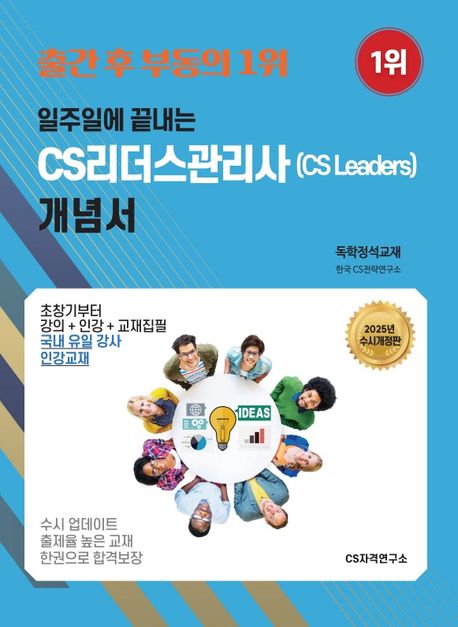 출간 후 부동의 1위
1위
일주일에 끝내는
CS리더스관리사 (CS Leaders)
개념서
독학정석교재
한국 CS전략연구소
초창기부터
강의 + 인강 + 교재집필
국내 유일 강사
인강교재
2025년
수시개정판
IDEAS
수시 업데이트
출제율 높은 교재
한권으로 합격보장
CS자격연구소